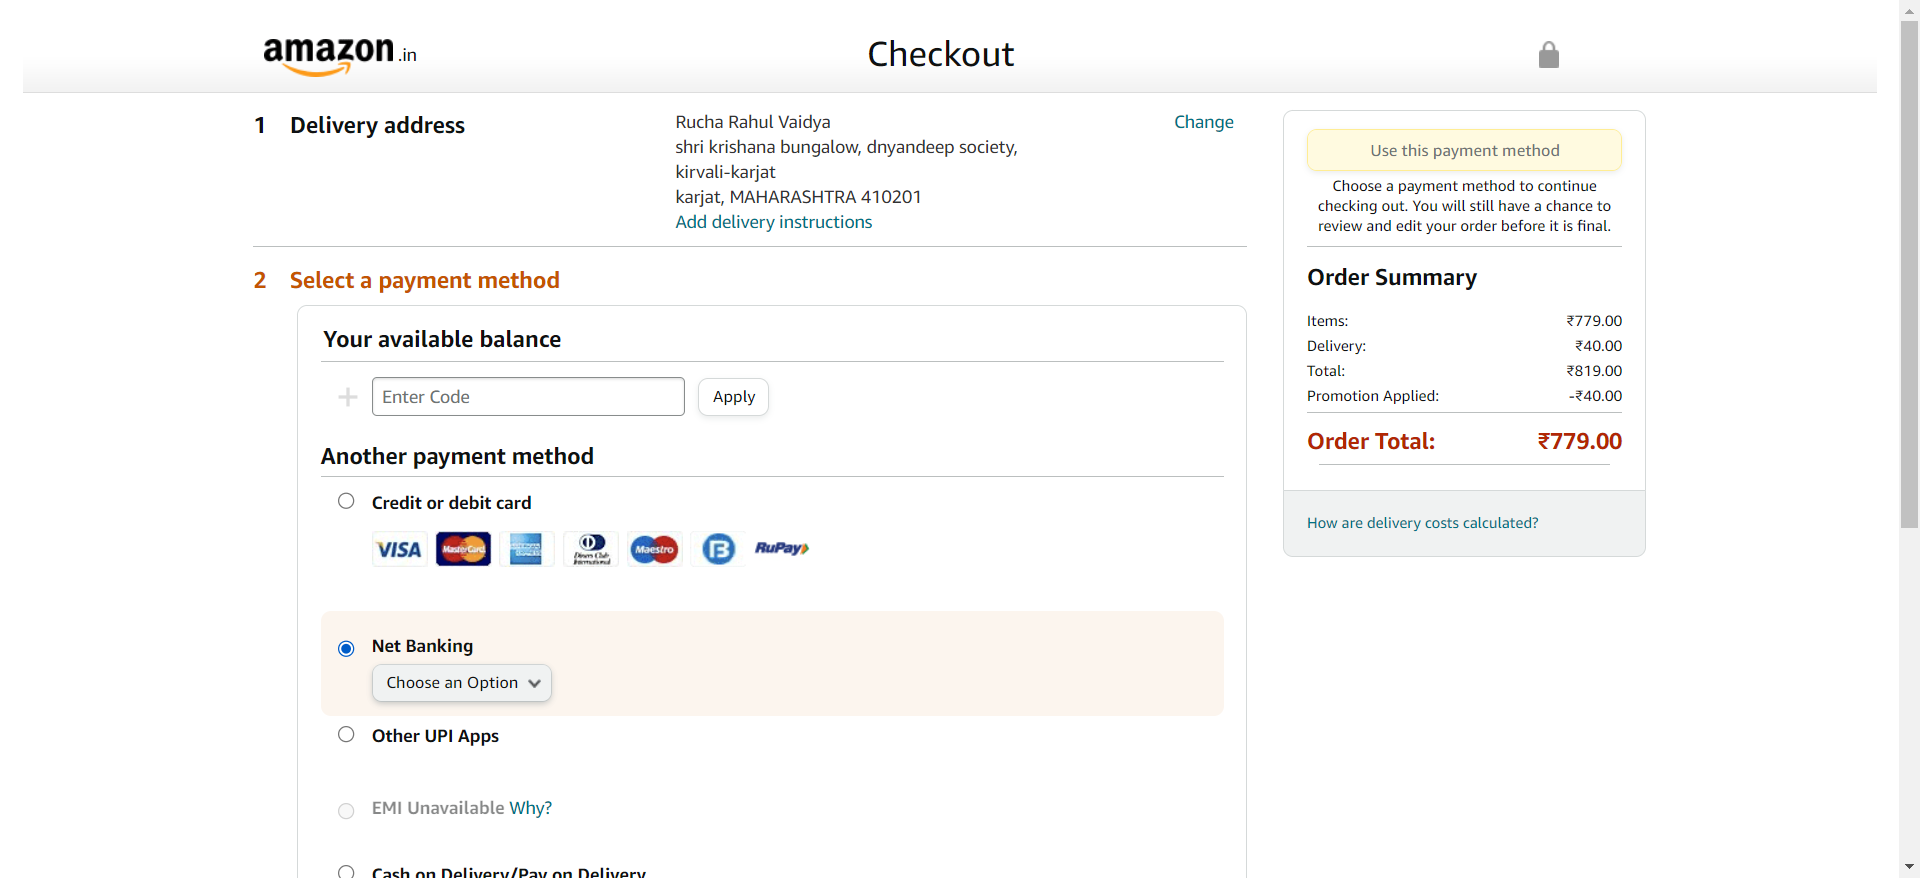 amazon.in
Checkout
1 Delivery address
Rucha Rahul Vaidya
shri krishana bungalow, dnyandeep society,
kirvali-karjat
karjat, MAHARASHTRA 410201
Add delivery instructions
Change
2 Select a payment method
Your available balance
Enter Code
Apply
Another payment method
Credit or debit card
VISA MasterCard Diners Club International Maestro B RuPay
Net Banking
Choose an Option
Other UPI Apps
EMI Unavailable Why?
Cash on Delivery/Pay on Delivery
Use this payment method
Choose a payment method to continue
checking out. You will still have a chance to
review and edit your order before it is final.
Order Summary
Items: ₹779.00
Delivery: ₹40.00
Total: ₹819.00
Promotion Applied: -₹40.00
Order Total: ₹779.00
How are delivery costs calculated?